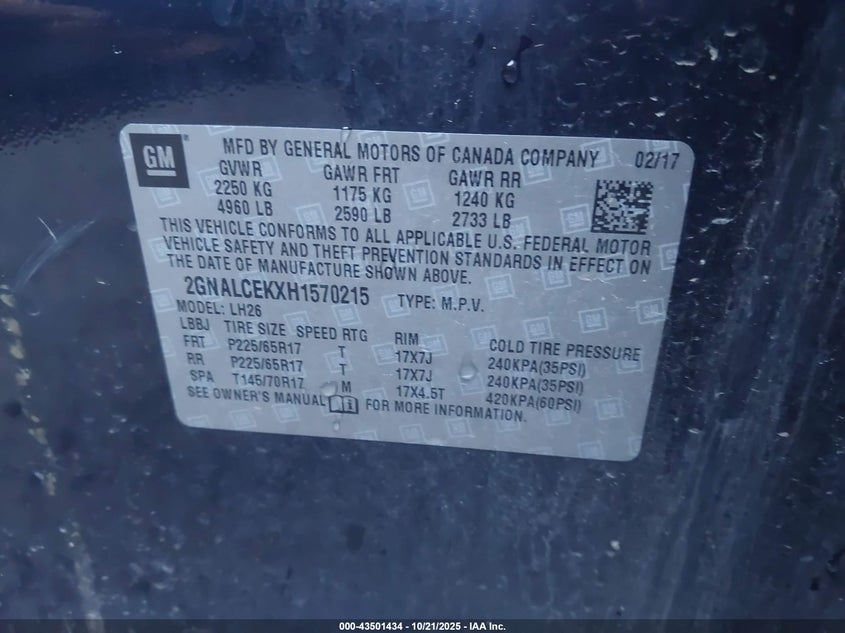 GM
MFD BY GENERAL MOTORS OF CANADA COMPANY 02/17
GVWR GAWR FRT GAWR RR
2250 KG 1175 KG 1240 KG
4960 LB 2590 LB 2733 LB
THIS VEHICLE CONFORMS TO ALL APPLICABLE U.S. FEDERAL MOTOR
VEHICLE SAFETY AND THEFT PREVENTION STANDARDS IN EFFECT ON
THE DATE OF MANUFACTURE SHOWN ABOVE.
2GNALCEKXH1570215 TYPE: M.P.V.
MODEL: LH26
LBBJ TIRE SIZE SPEED RTG RIM COLD TIRE PRESSURE
FRT P225/65R17 T 17X7J 240KPA(35PSI)
RR P225/65R17 T 17X7J 240KPA(35PSI)
SPA T145/70R17 M 17X4.5T 420KPA(60PSI)
SEE OWNER'S MANUAL FOR MORE INFORMATION.
000-43501434 - 10/21/2025 - IAA Inc.